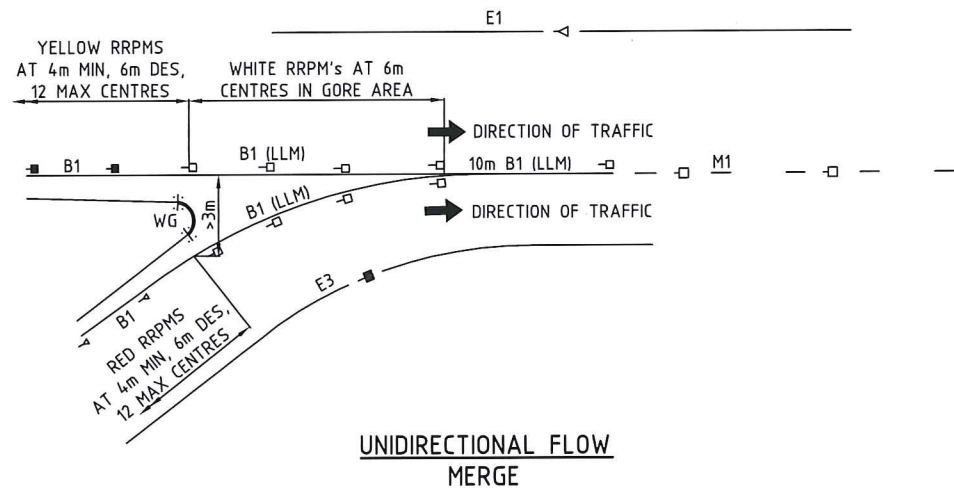 E1
YELLOW RRPMS
AT 4m MIN, 6m DES,
12 MAX CENTRES
WHITE RRPM's AT 6m
CENTRES IN GORE AREA
DIRECTION OF TRAFFIC
B1
B1 (LLM)
10m B1 (LLM)
M1
WG
>3m
B1 (LLM)
DIRECTION OF TRAFFIC
E3
B1
RED RRPMS
AT 4m MIN, 6m DES,
12 MAX CENTRES
UNIDIRECTIONAL FLOW
MERGE